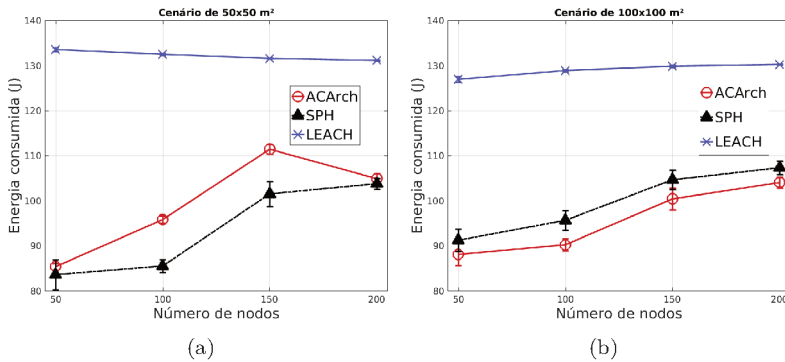 Cenário de 50x50 m²
140
130
120
110
100
90
80
Energia consumida (J)
ACArch
SPH
LEACH
50
100
150
200
Número de nodos
(a)
Cenário de 100x100 m²
140
130
120
110
100
90
80
Energia consumida (J)
ACArch
SPH
LEACH
50
100
150
200
Número de nodos
(b)